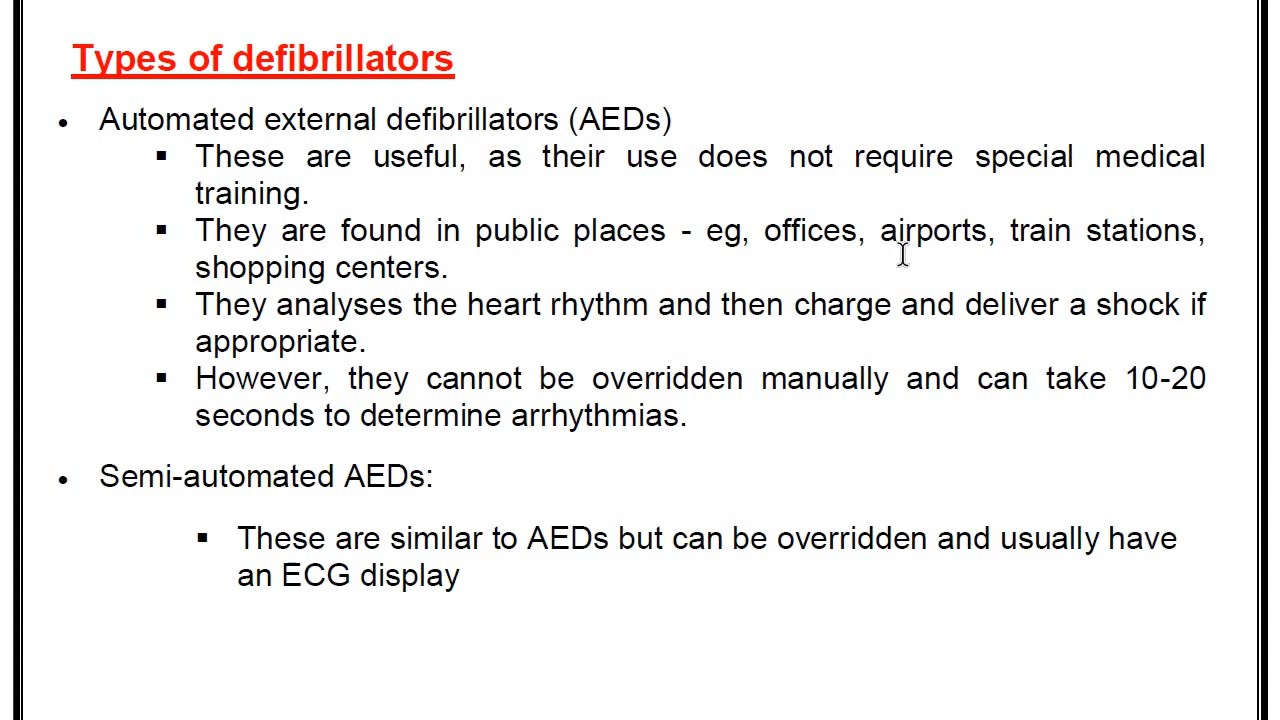 Types of defibrillators
• Automated external defibrillators (AEDs)
▪ These are useful, as their use does not require special medical
training.
▪ They are found in public places - eg, offices, airports, train stations,
shopping centers.
▪ They analyses the heart rhythm and then charge and deliver a shock if
appropriate.
▪ However, they cannot be overridden manually and can take 10-20
seconds to determine arrhythmias.
• Semi-automated AEDs:
▪ These are similar to AEDs but can be overridden and usually have
an ECG display